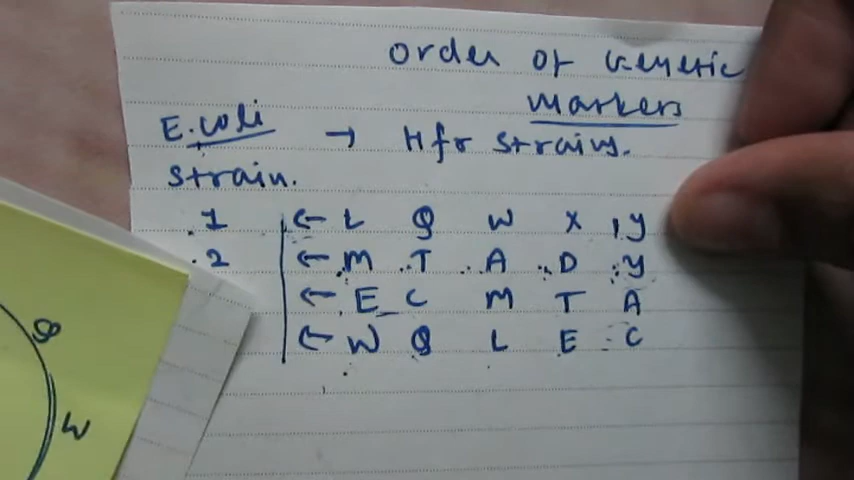 Order of Genetic
Markers
E.coli → Hfr Strains.
Strain.
1 ← L Q W X Y
2 ← M T A D Y
← E C M T A
← W Q L E C
Q
W